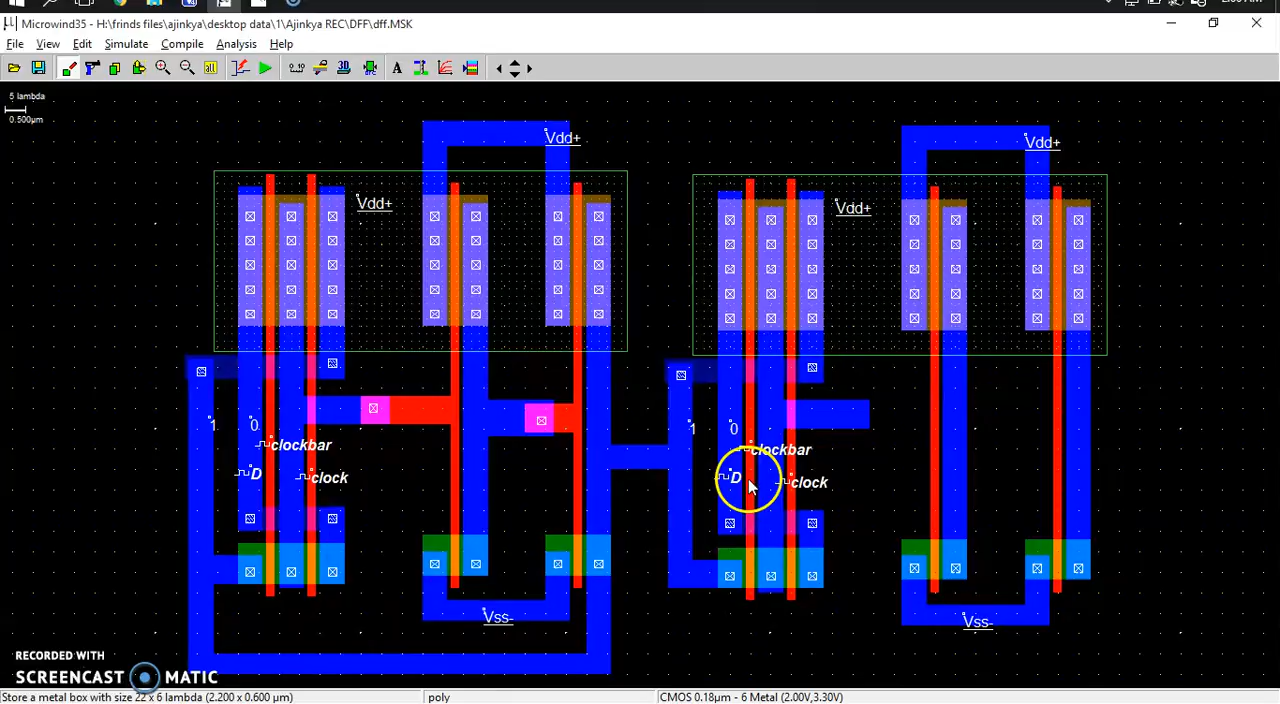 Microwind35 - H:\frinds files\ajinkya\desktop data\1\Ajinkya REC\DFF\dff.MSK
File View Edit Simulate Compile Analysis Help
5 lambda
0.500µm
Vdd+
Vdd+
Vdd+
Vdd+
1 0
clockbar
D
clock
1 0
clockbar
D
clock
Vss-
Vss-
RECORDED WITH
SCREENCAST MATIC
Store a metal box with size 22 x 6 lambda (2.200 x 0.600 µm)
poly
CMOS 0.18µm - 6 Metal (2.00V,3.30V)